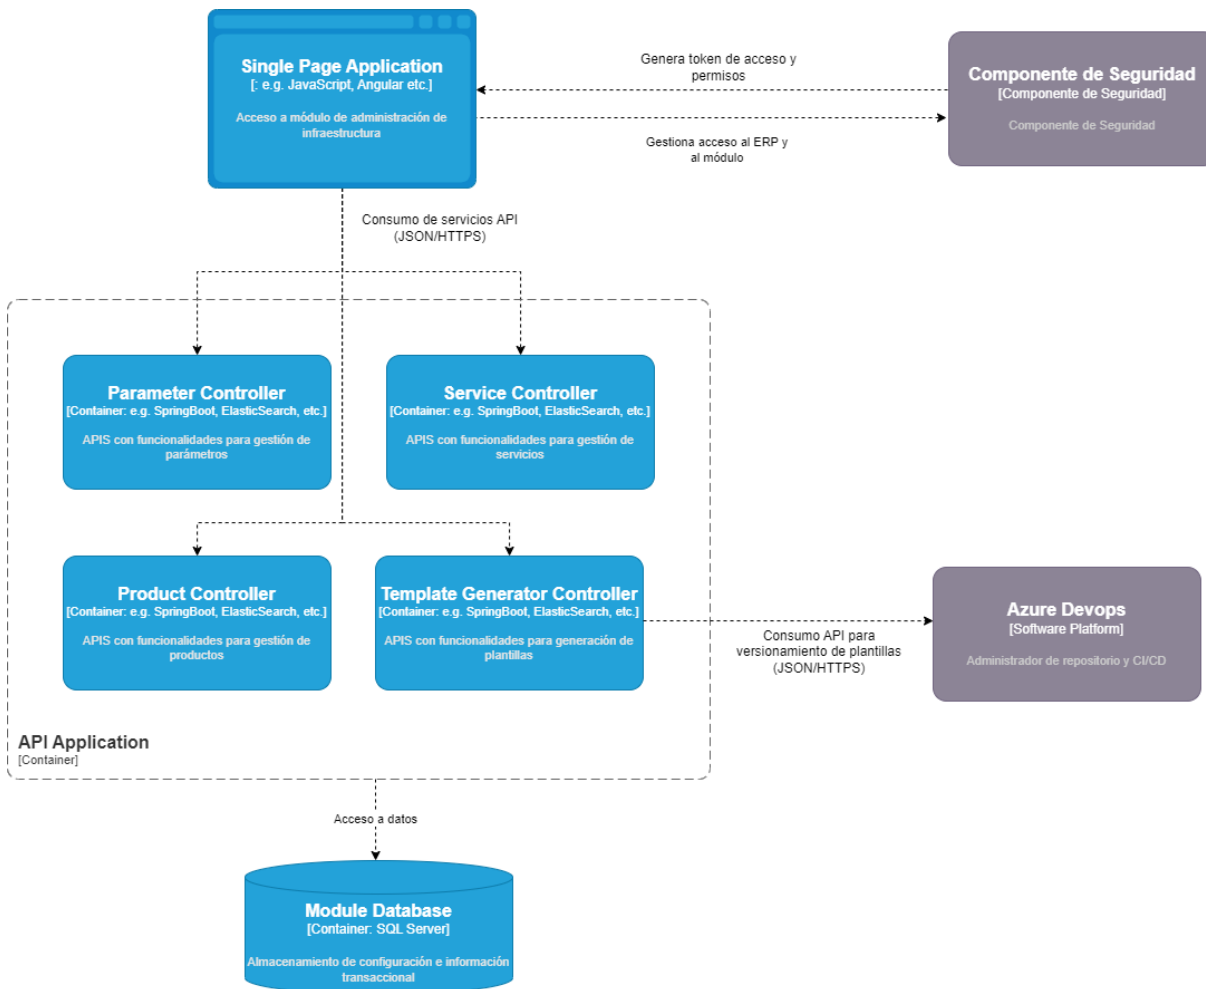 Single Page Application
[: e.g. JavaScript, Angular etc.]
Acceso a módulo de administración de
infraestructura
Genera token de acceso y
permisos
Gestiona acceso al ERP y
al módulo
Componente de Seguridad
[Componente de Seguridad]
Componente de Seguridad
Consumo de servicios API
(JSON/HTTPS)
Parameter Controller
[Container: e.g. SpringBoot, ElasticSearch, etc.]
APIS con funcionalidades para gestión de
parámetros
Service Controller
[Container: e.g. SpringBoot, ElasticSearch, etc.]
APIS con funcionalidades para gestión de
servicios
Product Controller
[Container: e.g. SpringBoot, ElasticSearch, etc.]
APIS con funcionalidades para gestión de
productos
Template Generator Controller
[Container: e.g. SpringBoot, ElasticSearch, etc.]
APIS con funcionalidades para generación de
plantillas
Consumo API para
versionamiento de plantillas
(JSON/HTTPS)
Azure Devops
[Software Platform]
Administrador de repositorio y CI/CD
API Application
[Container]
Acceso a datos
Module Database
[Container: SQL Server]
Almacenamiento de configuración e información
transaccional